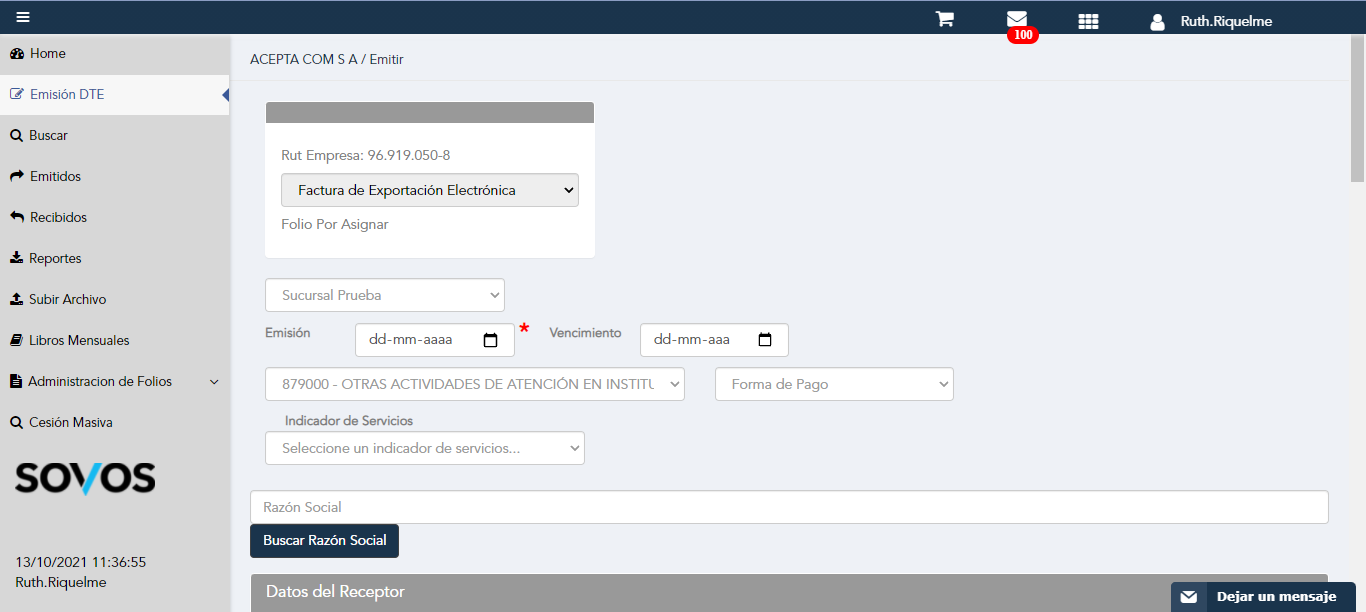 Ruth.Riquelme
100
Home
Emisión DTE
Buscar
Emitidos
Recibidos
Reportes
Subir Archivo
Libros Mensuales
Administracion de Folios
Cesión Masiva
SOVOS
13/10/2021 11:36:55
Ruth.Riquelme
ACEPTA COM S A / Emitir
Rut Empresa: 96.919.050-8
Factura de Exportación Electrónica
Folio Por Asignar
Sucursal Prueba
Emisión dd-mm-aaaa * Vencimiento dd-mm-aaa
879000 - OTRAS ACTIVIDADES DE ATENCIÓN EN INSTITU Forma de Pago
Indicador de Servicios
Seleccione un indicador de servicios...
Razón Social
Buscar Razón Social
Datos del Receptor
Dejar un mensaje